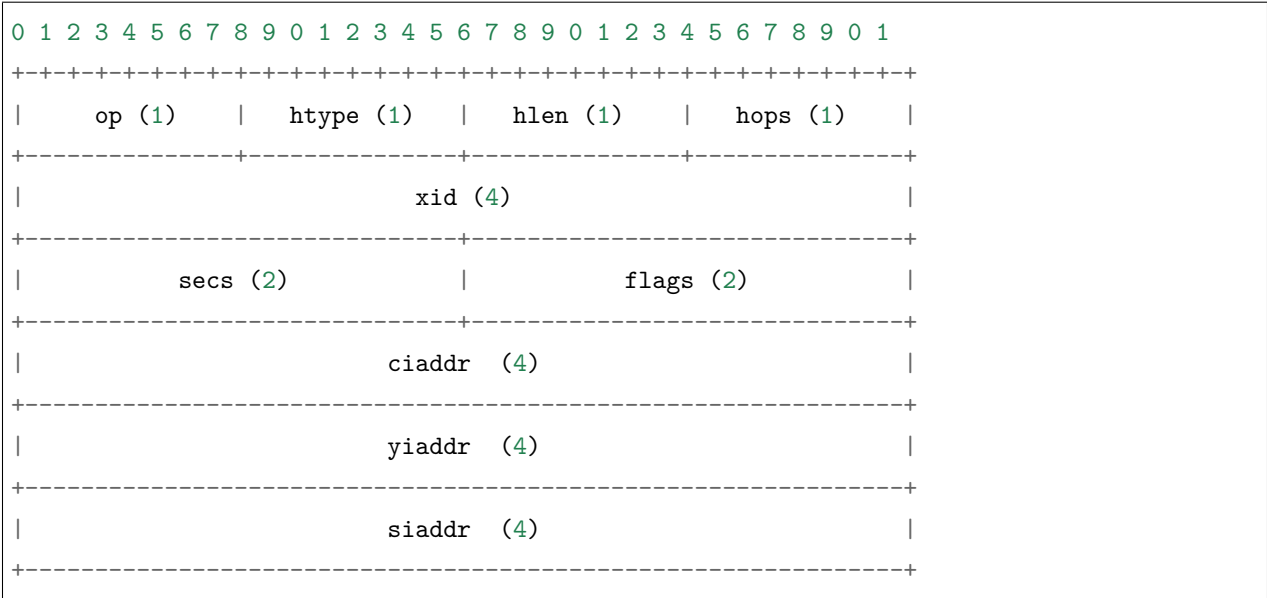 0 1 2 3 4 5 6 7 8 9 0 1 2 3 4 5 6 7 8 9 0 1 2 3 4 5 6 7 8 9 0 1
+-+-+-+-+-+-+-+-+-+-+-+-+-+-+-+-+-+-+-+-+-+-+-+-+-+-+-+-+-+-+-+-+
|     op (1)    |   htype (1)   |   hlen (1)    |   hops (1)    |
+---------------+---------------+---------------+---------------+
|                            xid (4)                            |
+-------------------------------+-------------------------------+
|           secs (2)            |           flags (2)           |
+-------------------------------+-------------------------------+
|                          ciaddr  (4)                          |
+---------------------------------------------------------------+
|                          yiaddr  (4)                          |
+---------------------------------------------------------------+
|                          siaddr  (4)                          |
+---------------------------------------------------------------+